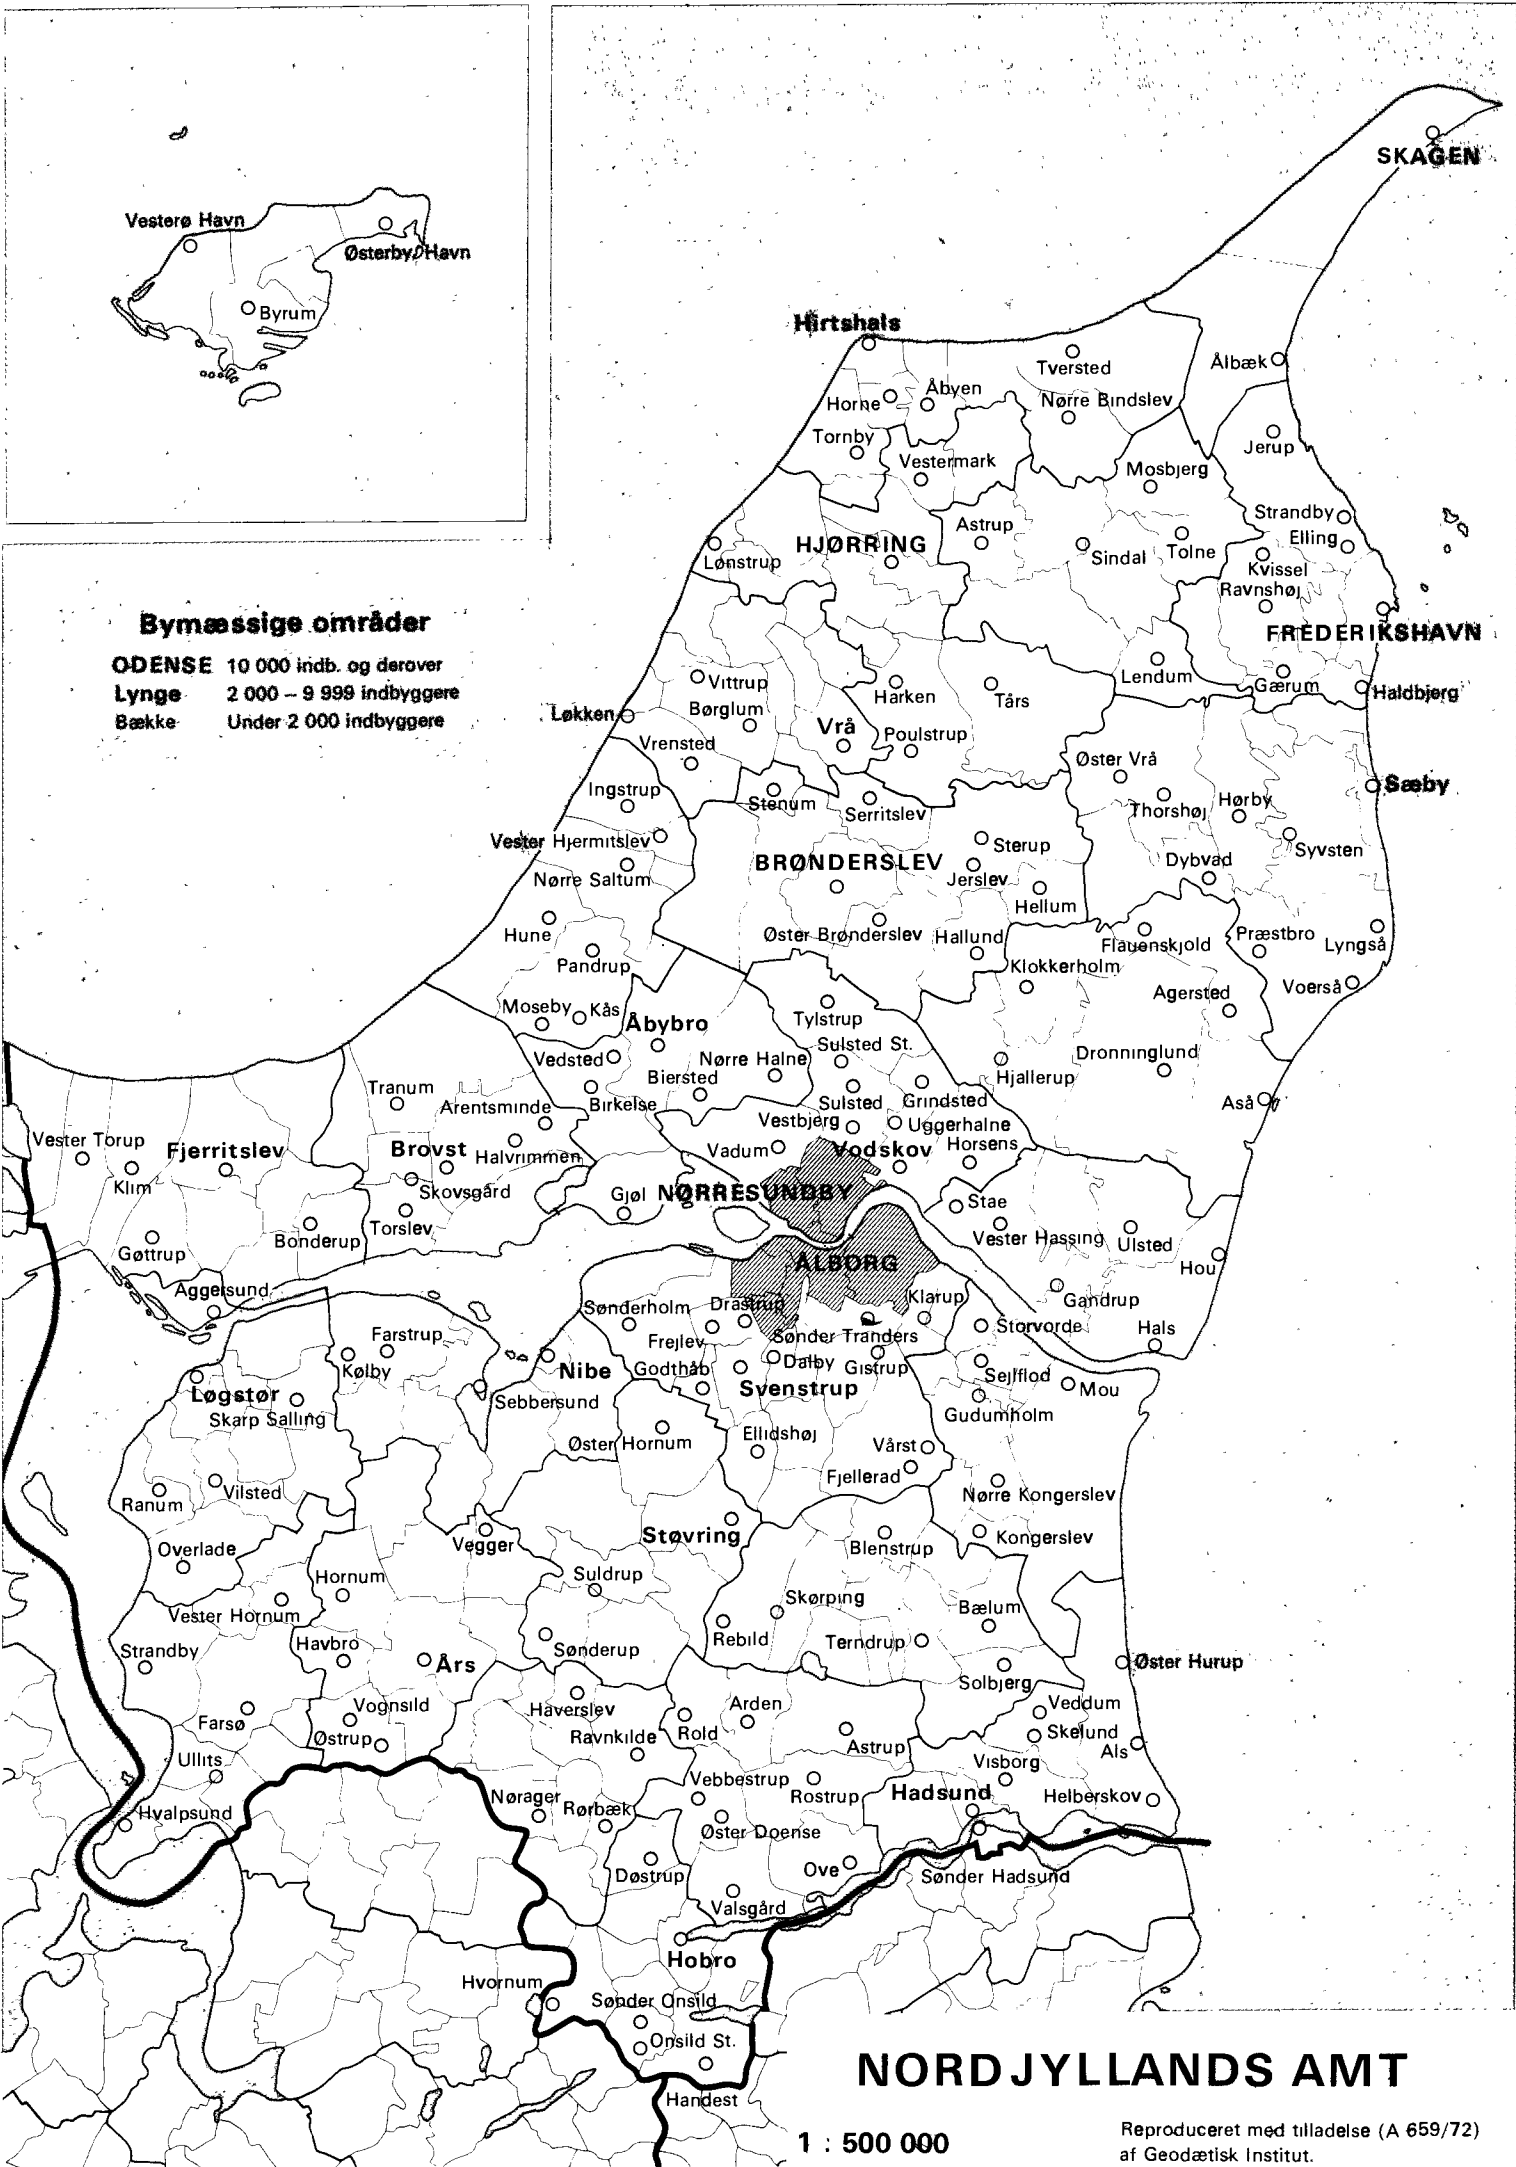 Vesterø Havn
Østerby Havn
Byrum
Bymæssige områder
ODENSE 10 000 indb. og derover
Lynge 2 000 – 9 999 indbyggere
Bække Under 2 000 indbyggere
SKAGEN
Hirtshals
Tversted
Ålbæk
Horne
Åbyen
Nørre Bindslev
Tornby
Vestermark
Jerup
Mosbjerg
Strandby
Astrup
HJØRRING
Lønstrup
Sindal
Tolne
Elling
Kvissel
Ravnshøj
FREDERIKSHAVN
Lendum
Gærum
Haldbjerg
Vittrup
Harken
Tårs
Løkken
Børglum
Vrå
Poulstrup
Vrensted
Øster Vrå
Ingstrup
Stenum
Serritslev
Thorshøj
Hørby
Sæby
Vester Hjermitslev
Sterup
Syvsten
BRØNDERSLEV
Nørre Saltum
Jerslev
Dybvad
Hellum
Hune
Øster Brønderslev
Hallund
Flauenskjold
Præstbro
Lyngså
Pandrup
Klokkerholm
Agersted
Voerså
Moseby
Kås
Åbybro
Tylstrup
Vedsted
Nørre Halne
Sulsted St.
Dronninglund
Hjallerup
Tranum
Biersted
Birkelse
Arentsminde
Sulsted
Grindsted
Aså
Vestbjerg
Uggerhalne
Vester Torup
Fjerritslev
Brovst
Halvrimmen
Vadum
Vodskov
Horsens
Klim
Skovsgård
Gjøl
NØRRESUNDBY
Stae
Torslev
Gøttrup
Bonderup
Vester Hassing
Ulsted
Hou
ÅLBORG
Aggersund
Sønderholm
Drastrup
Klarup
Gandrup
Storvorde
Hals
Farstrup
Frejlev
Sønder Tranders
Kølby
Nibe
Godthåb
Dalby
Gistrup
Sejlflod
Mou
Løgstør
Svenstrup
Skarp Salling
Sebbersund
Gudumholm
Øster Hornum
Ellidshøj
Vårst
Fjellerad
Ranum
Vilsted
Nørre Kongerslev
Støvring
Kongerslev
Overlade
Vegger
Blenstrup
Hornum
Suldrup
Vester Hornum
Skørping
Bælum
Strandby
Havbro
Års
Sønderup
Rebild
Terndrup
Øster Hurup
Solbjerg
Farsø
Vognsild
Haverslev
Arden
Veddum
Østrup
Ravnkilde
Rold
Astrup
Skelund
Als
Ullits
Visborg
Vebbestrup
Rostrup
Hadsund
Helberskov
Hvalpsund
Nørager
Rørbæk
Øster Doense
Døstrup
Ove
Sønder Hadsund
Valsgård
Hobro
Hvornum
Sønder Onsild
Onsild St.
Handest
NORDJYLLANDS AMT
1 : 500 000
Reproduceret med tilladelse (A 659/72)
af Geodætisk Institut.